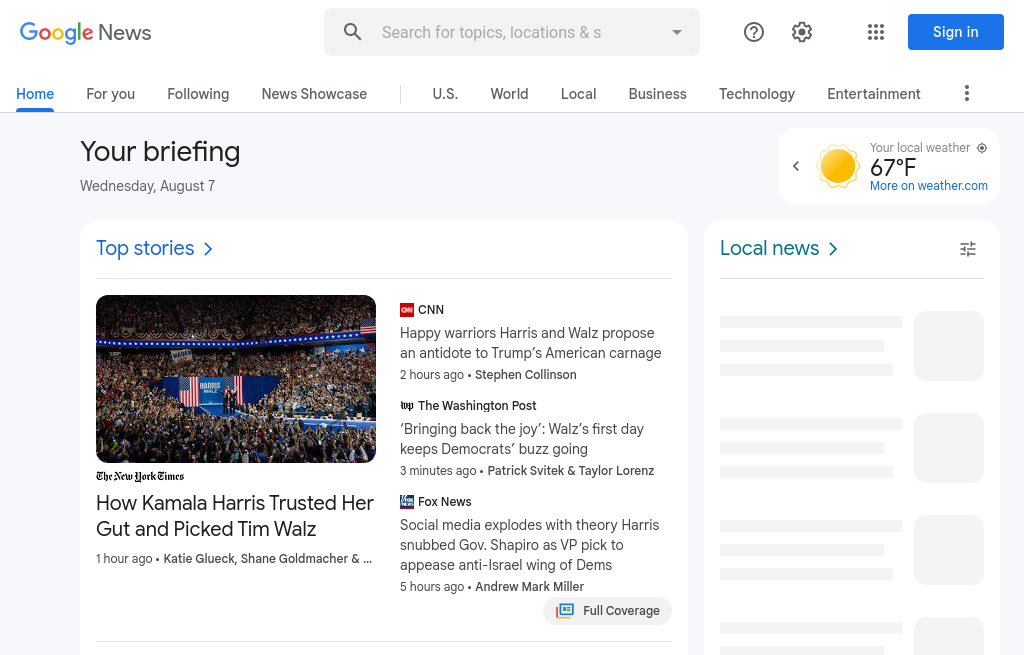 Google News
Search for topics, locations & s
Sign in
Home
For you
Following
News Showcase
U.S.
World
Local
Business
Technology
Entertainment
Your briefing
Wednesday, August 7
Your local weather
67°F
More on weather.com
Top stories
HARRIS
WALZ
The New York Times
How Kamala Harris Trusted Her
Gut and Picked Tim Walz
1 hour ago • Katie Glueck, Shane Goldmacher & ...
CNN
Happy warriors Harris and Walz propose
an antidote to Trump’s American carnage
2 hours ago • Stephen Collinson
wp The Washington Post
‘Bringing back the joy’: Walz’s first day
keeps Democrats’ buzz going
3 minutes ago • Patrick Svitek & Taylor Lorenz
Fox News
Social media explodes with theory Harris
snubbed Gov. Shapiro as VP pick to
appease anti-Israel wing of Dems
5 hours ago • Andrew Mark Miller
Full Coverage
Local news